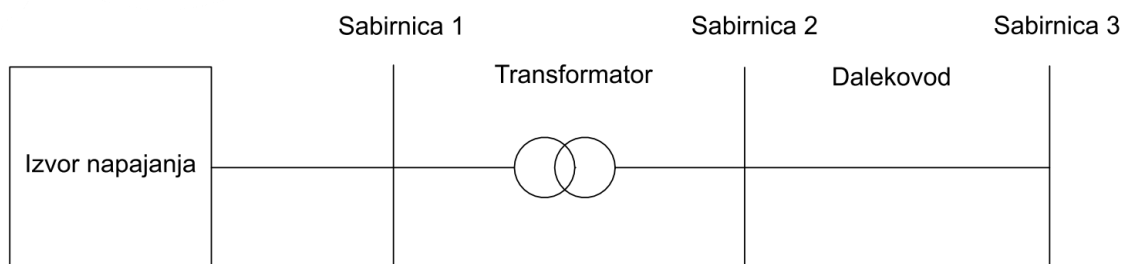 Sabirnica 1
Sabirnica 2
Sabirnica 3
Transformator
Dalekovod
Izvor napajanja